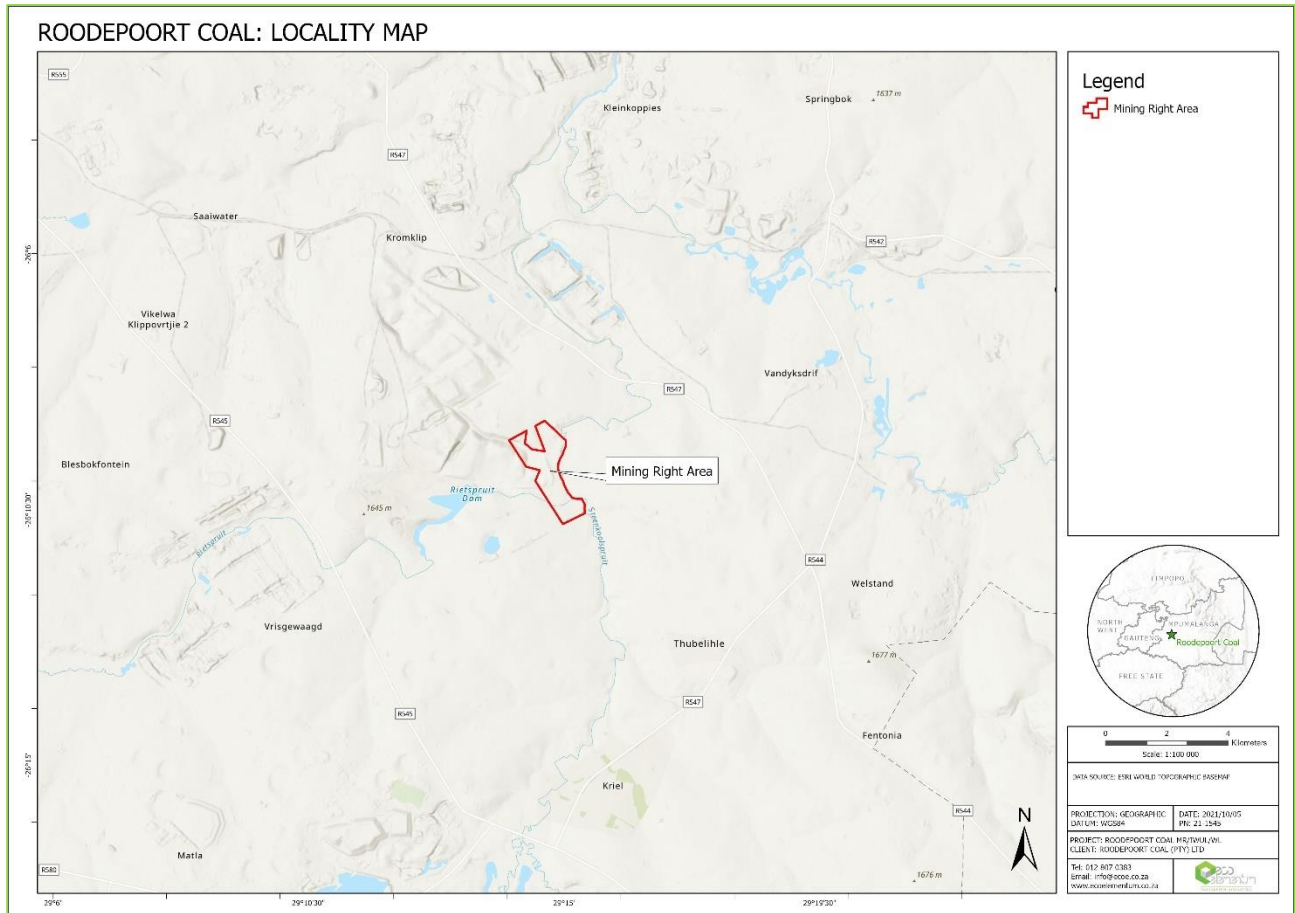 ROODEPOORT COAL: LOCALITY MAP
R555
Kleinkoppies
Springbok
1637 m
R547
Saaiwater
Kromklip
R542
-26°6'
Vikelwa
Klippovrtjie 2
Vandyksdrif
R547
R545
Mining Right Area
Blesbokfontein
Rietspruit
Dam
1645 m
-26°10'30"
Steenkoolspruit
Rietspruit
R544
Welstand
Vrisgewaagd
Thubelihle
1677 m
R547
R545
Fentonia
-26°15'
Kriel
R544
N
Matla
R580
1676 m
29°6'
29°10'30"
29°15'
29°19'30"
Legend
Mining Right Area
LIMPOPO
NORTH
WEST
MPUMALANGA
GAUTENG
Roodepoort Coal
FREE STATE
0 2 4
Kilometers
Scale: 1:100 000
DATA SOURCE: ESRI WORLD TOPOGRAPHIC BASEMAP
PROJECTION: GEOGRAPHIC
DATUM: WGS84
DATE: 2021/10/05
PN: 21-1545
PROJECT: ROODEPOORT COAL MR/IWUL/WL
CLIENT: ROODEPOORT COAL (PTY) LTD
Tel: 012 807 0383
Email: info@ecoe.co.za
www.ecoelementum.co.za
eco
elementum